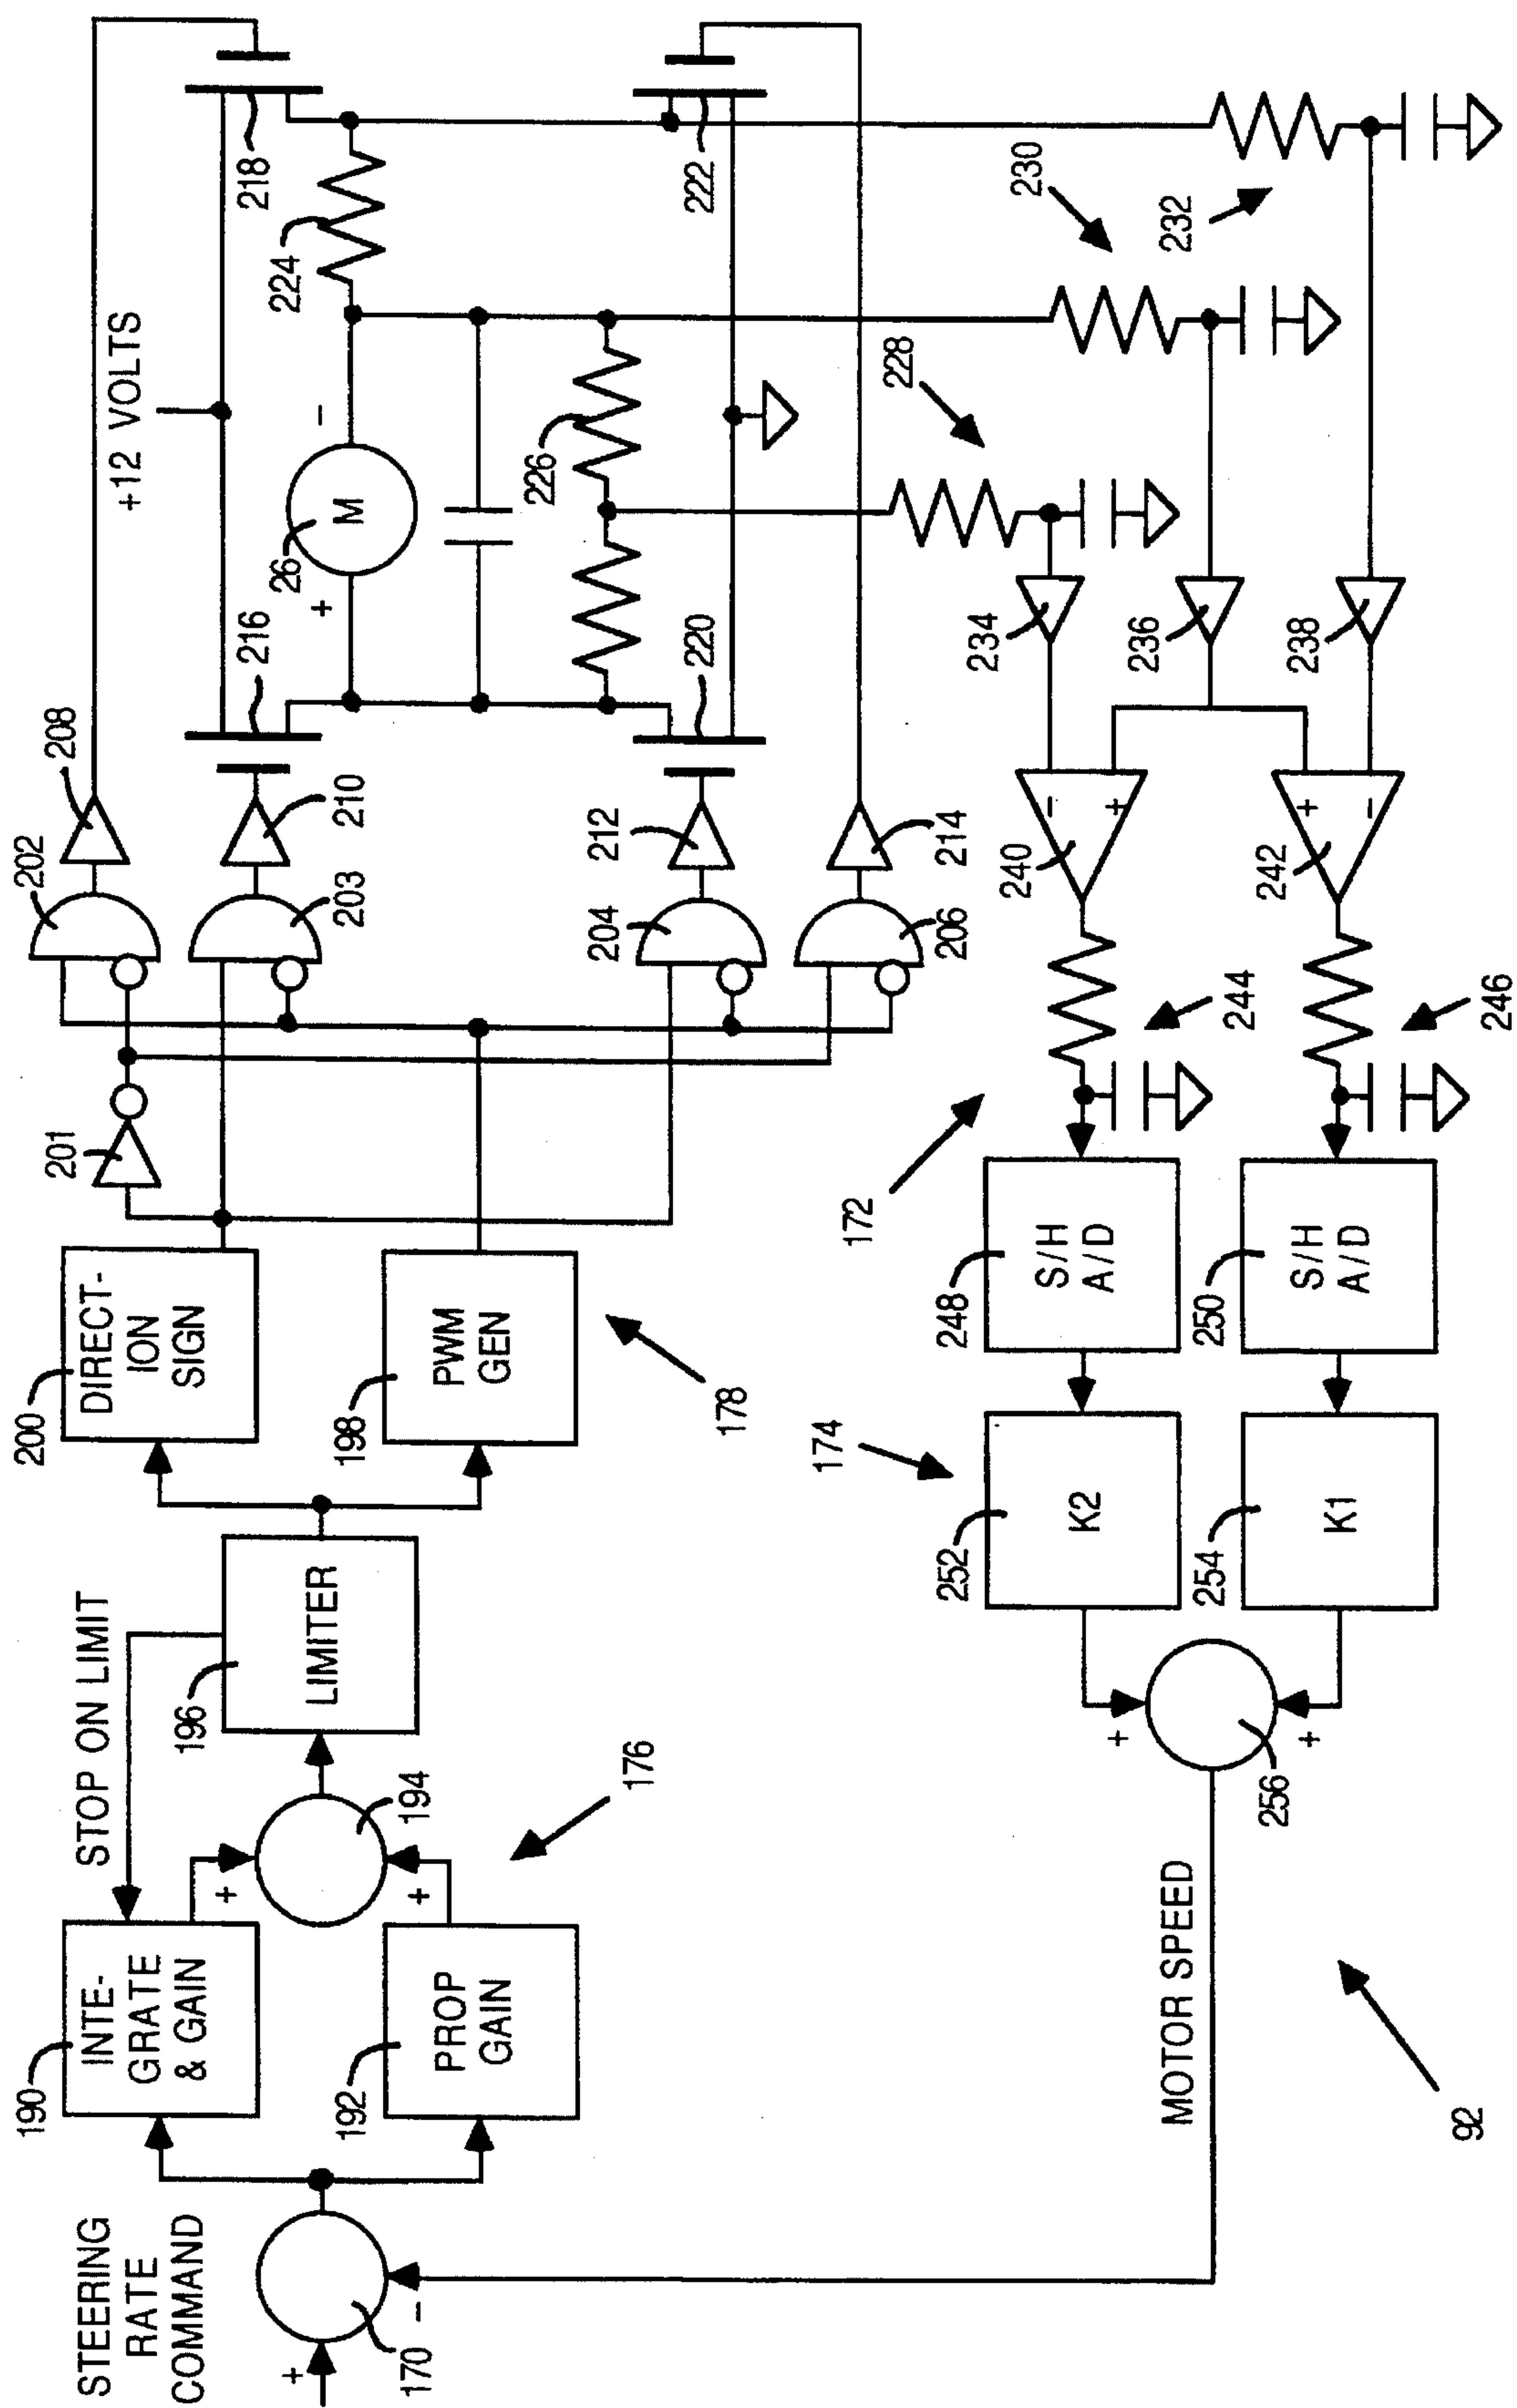 STEERING
RATE
COMMAND
+
-
170
190
INTE-
GRATE
& GAIN
192
PROP
GAIN
+
+
194
176
STOP ON LIMIT
196
LIMITER
200
DIRECT-
ION
SIGN
198
PWM
GEN
178
201
202
203
204
206
208
210
212
214
+12 VOLTS
216
218
220
222
26
M
+
-
224
226
228
230
232
234
236
238
240
-
+
242
+
-
244
246
172
248
S/H
A/D
250
S/H
A/D
174
252
K2
254
K1
+
+
256
MOTOR SPEED
92